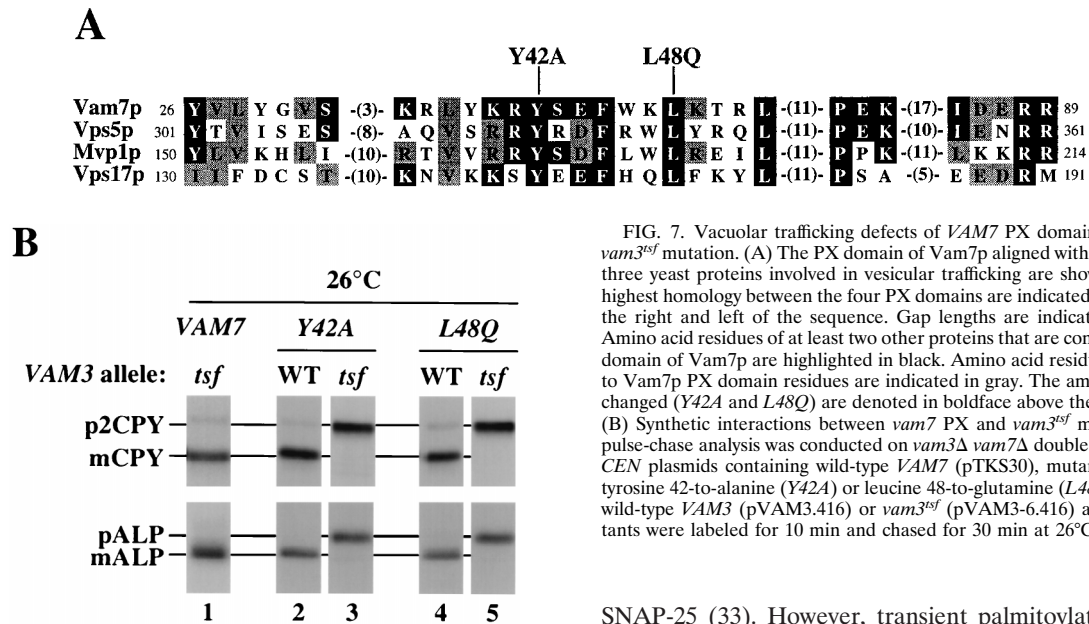 A
Y42A L48Q
Vam7p 26 Y V L Y G V S -(3)- K R L Y K R Y S E F W K L K T R L -(11)- P E K -(17)- I D E R R 89
Vps5p 301 Y T V I S E S -(8)- A Q V S R R Y R D F R W L Y R Q L -(11)- P E K -(10)- I E N R R 361
Mvp1p 150 Y L V K H L I -(10)- R T V V R R Y S D F L W L R E I L -(11)- P P K -(11)- L K K R R 214
Vps17p 130 I I F D C S T -(10)- K N V K K S Y E E F H Q L F K Y L -(11)- P S A -(5)- E E D R M 191
B
26°C
VAM7 Y42A L48Q
VAM3 allele: tsf WT tsf WT tsf
p2CPY
mCPY
pALP
mALP
1 2 3 4 5
FIG. 7. Vacuolar trafficking defects of VAM7 PX domain
vam3tsf mutation. (A) The PX domain of Vam7p aligned with
three yeast proteins involved in vesicular trafficking are show
highest homology between the four PX domains are indicated
the right and left of the sequence. Gap lengths are indicat
Amino acid residues of at least two other proteins that are con
domain of Vam7p are highlighted in black. Amino acid resid
to Vam7p PX domain residues are indicated in gray. The am
changed (Y42A and L48Q) are denoted in boldface above the
(B) Synthetic interactions between vam7 PX and vam3tsf m
pulse-chase analysis was conducted on vam3Δ vam7Δ double
CEN plasmids containing wild-type VAM7 (pTKS30), mutan
tyrosine 42-to-alanine (Y42A) or leucine 48-to-glutamine (L48
wild-type VAM3 (pVAM3.416) or vam3tsf (pVAM3-6.416) a
tants were labeled for 10 min and chased for 30 min at 26°C
SNAP-25 (33). However, transient palmitoylat